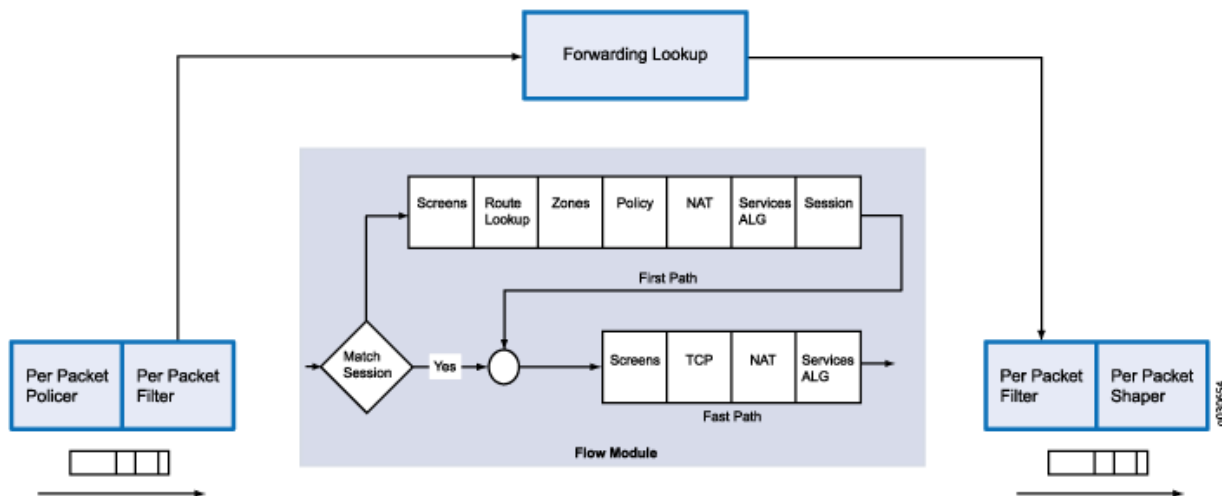 Forwarding Lookup
Screens
Route
Lookup
Zones
Policy
NAT
Services
ALG
Session
First Path
Match
Session
Yes
Screens
TCP
NAT
Services
ALG
Fast Path
Flow Module
Per Packet
Policer
Per Packet
Filter
Per Packet
Filter
Per Packet
Shaper
g030654